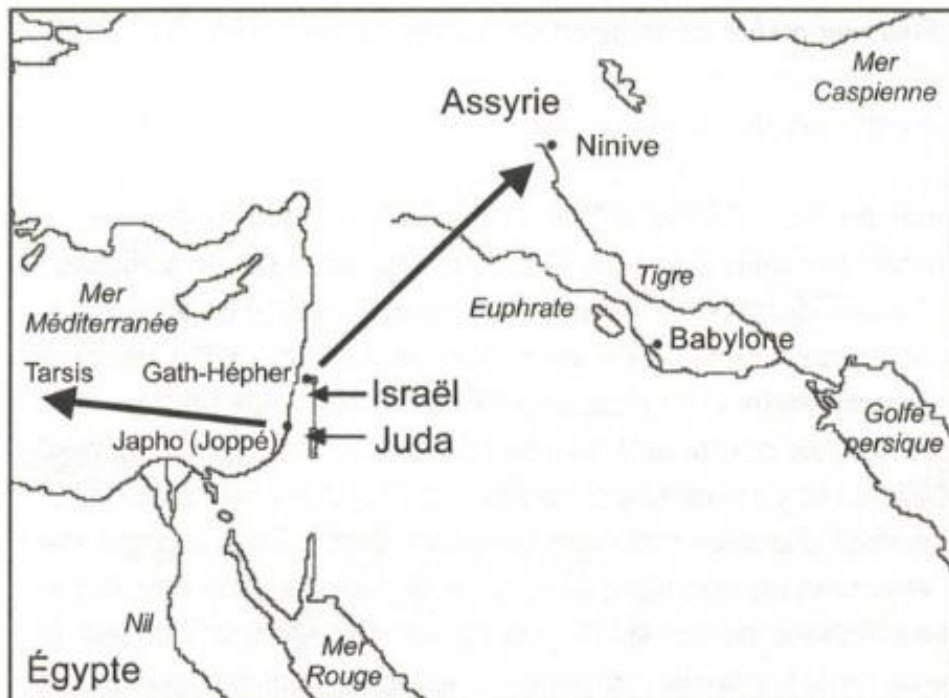 Mer
Caspienne
Assyrie
Ninive
Tigre
Euphrate
Babylone
Mer
Méditerranée
Tarsis
Gath-Hépher
Israël
Japho (Joppé)
Juda
Golfe
persique
Nil
Mer
Rouge
Égypte